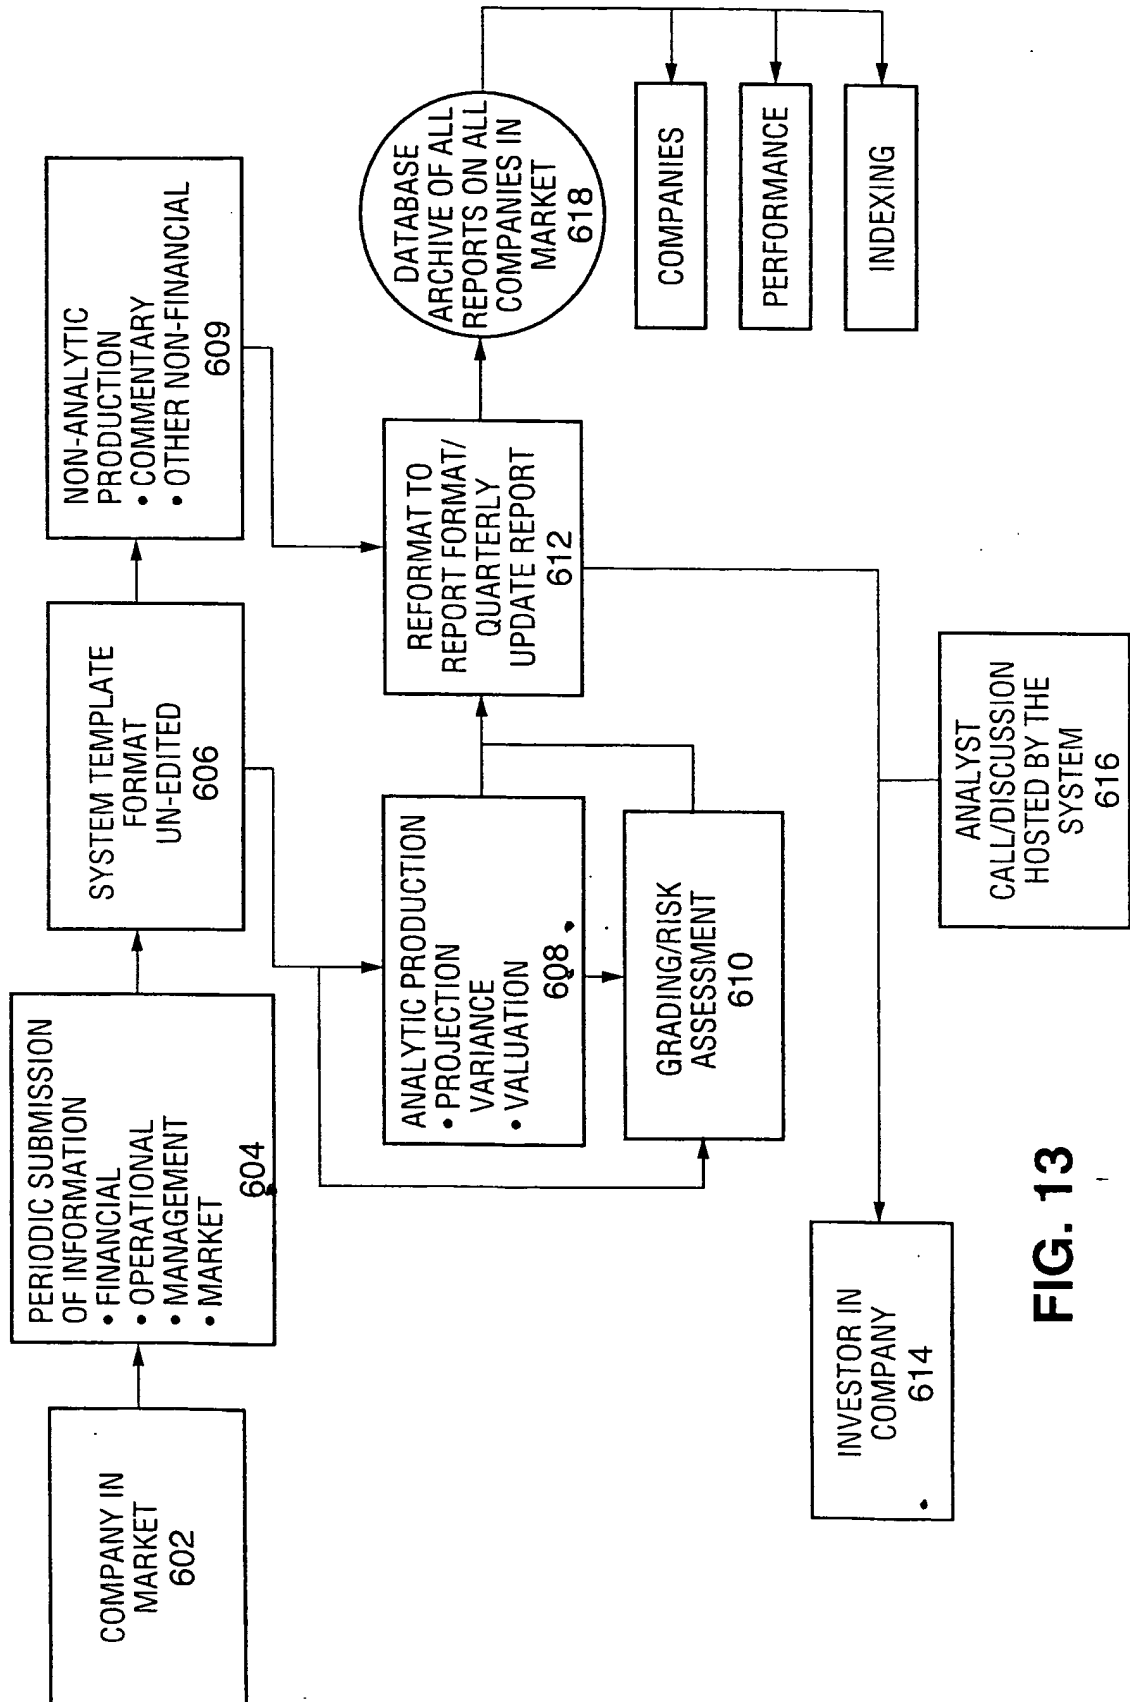 COMPANY IN
MARKET
602
PERIODIC SUBMISSION
OF INFORMATION
• FINANCIAL
• OPERATIONAL
• MANAGEMENT
• MARKET
604
SYSTEM TEMPLATE
FORMAT
UN-EDITED
606
NON-ANALYTIC
PRODUCTION
• COMMENTARY
• OTHER NON-FINANCIAL
609
ANALYTIC PRODUCTION
• PROJECTION
VARIANCE
• VALUATION
608
GRADING/RISK
ASSESSMENT
610
REFORMAT TO
REPORT FORMAT/
QUARTERLY
UPDATE REPORT
612
DATABASE
ARCHIVE OF ALL
REPORTS ON ALL
COMPANIES IN
MARKET
618
COMPANIES
PERFORMANCE
INDEXING
INVESTOR IN
COMPANY
614
ANALYST
CALL/DISCUSSION
HOSTED BY THE
SYSTEM
616
FIG. 13